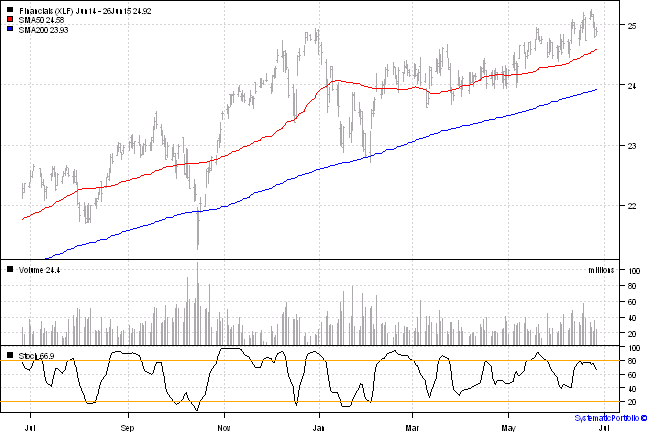 Financials (XLF) Jun14 - 26Jun15 24.92
SMA50 24.58
SMA200 23.93
25
24
23
22
Volume 24.4
millions
100
80
60
40
20
Stoch 66.9
100
80
60
40
20
Jul Sep Nov Jan Mar May Jul
SystematicPortfolio ©